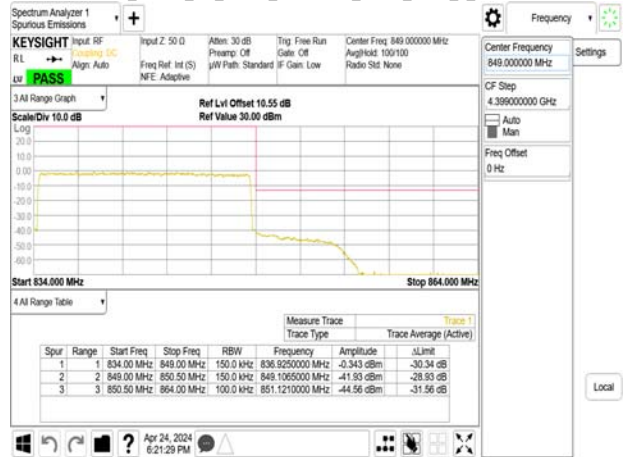 Spectrum Analyzer 1
Spurious Emissions
+
Frequency
KEYSIGHT
Input: RF
Coupling: DC
Align: Auto
Input Z: 50 Ω
Freq Ref: Int (S)
NFE: Adaptive
Atten: 30 dB
Preamp: Off
µW Path: Standard
Trig: Free Run
Gate: Off
IF Gain: Low
Center Freq: 849.000000 MHz
Avg|Hold: 100/100
Radio Std: None
R L
PASS
3 All Range Graph
Scale/Div 10.0 dB
Ref Lvl Offset 10.55 dB
Ref Value 30.00 dBm
Log
20.0
10.0
0.00
-10.0
-20.0
-30.0
-40.0
-50.0
-60.0
Start 834.000 MHz
Stop 864.000 MHz
4 All Range Table
Measure Trace Trace 1
Trace Type Trace Average (Active)
Spur Range Start Freq Stop Freq RBW Frequency Amplitude ΔLimit
1 1 834.00 MHz 849.00 MHz 150.0 kHz 836.9250000 MHz -0.343 dBm -30.34 dB
2 2 849.00 MHz 850.50 MHz 150.0 kHz 849.1065000 MHz -41.93 dBm -28.93 dB
3 3 850.50 MHz 864.00 MHz 100.0 kHz 851.1210000 MHz -44.56 dBm -31.56 dB
Center Frequency
849.000000 MHz
Settings
CF Step
4.399000000 GHz
Auto
Man
Freq Offset
0 Hz
Local
?
Apr 24, 2024
6:21:29 PM